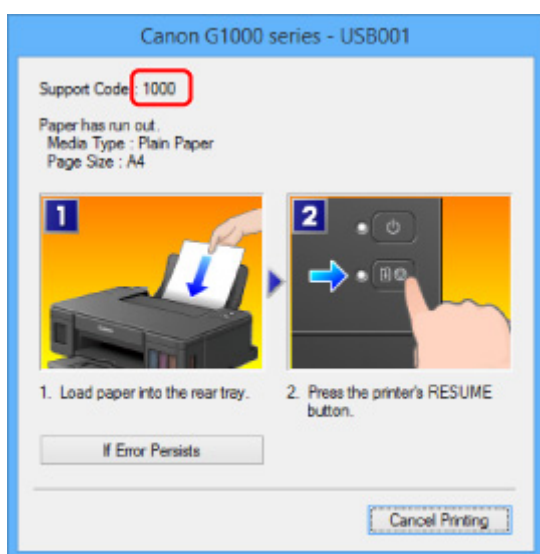 Canon G1000 series - USB001
Support Code : 1000
Paper has run out.
Media Type : Plain Paper
Page Size : A4
1
2
1. Load paper into the rear tray.
2. Press the printer's RESUME
button.
If Error Persists
Cancel Printing